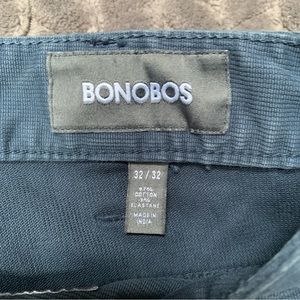 BONOBOS
32 / 32
97%
COTTON
3%
ELASTANE
MADE IN
INDIA